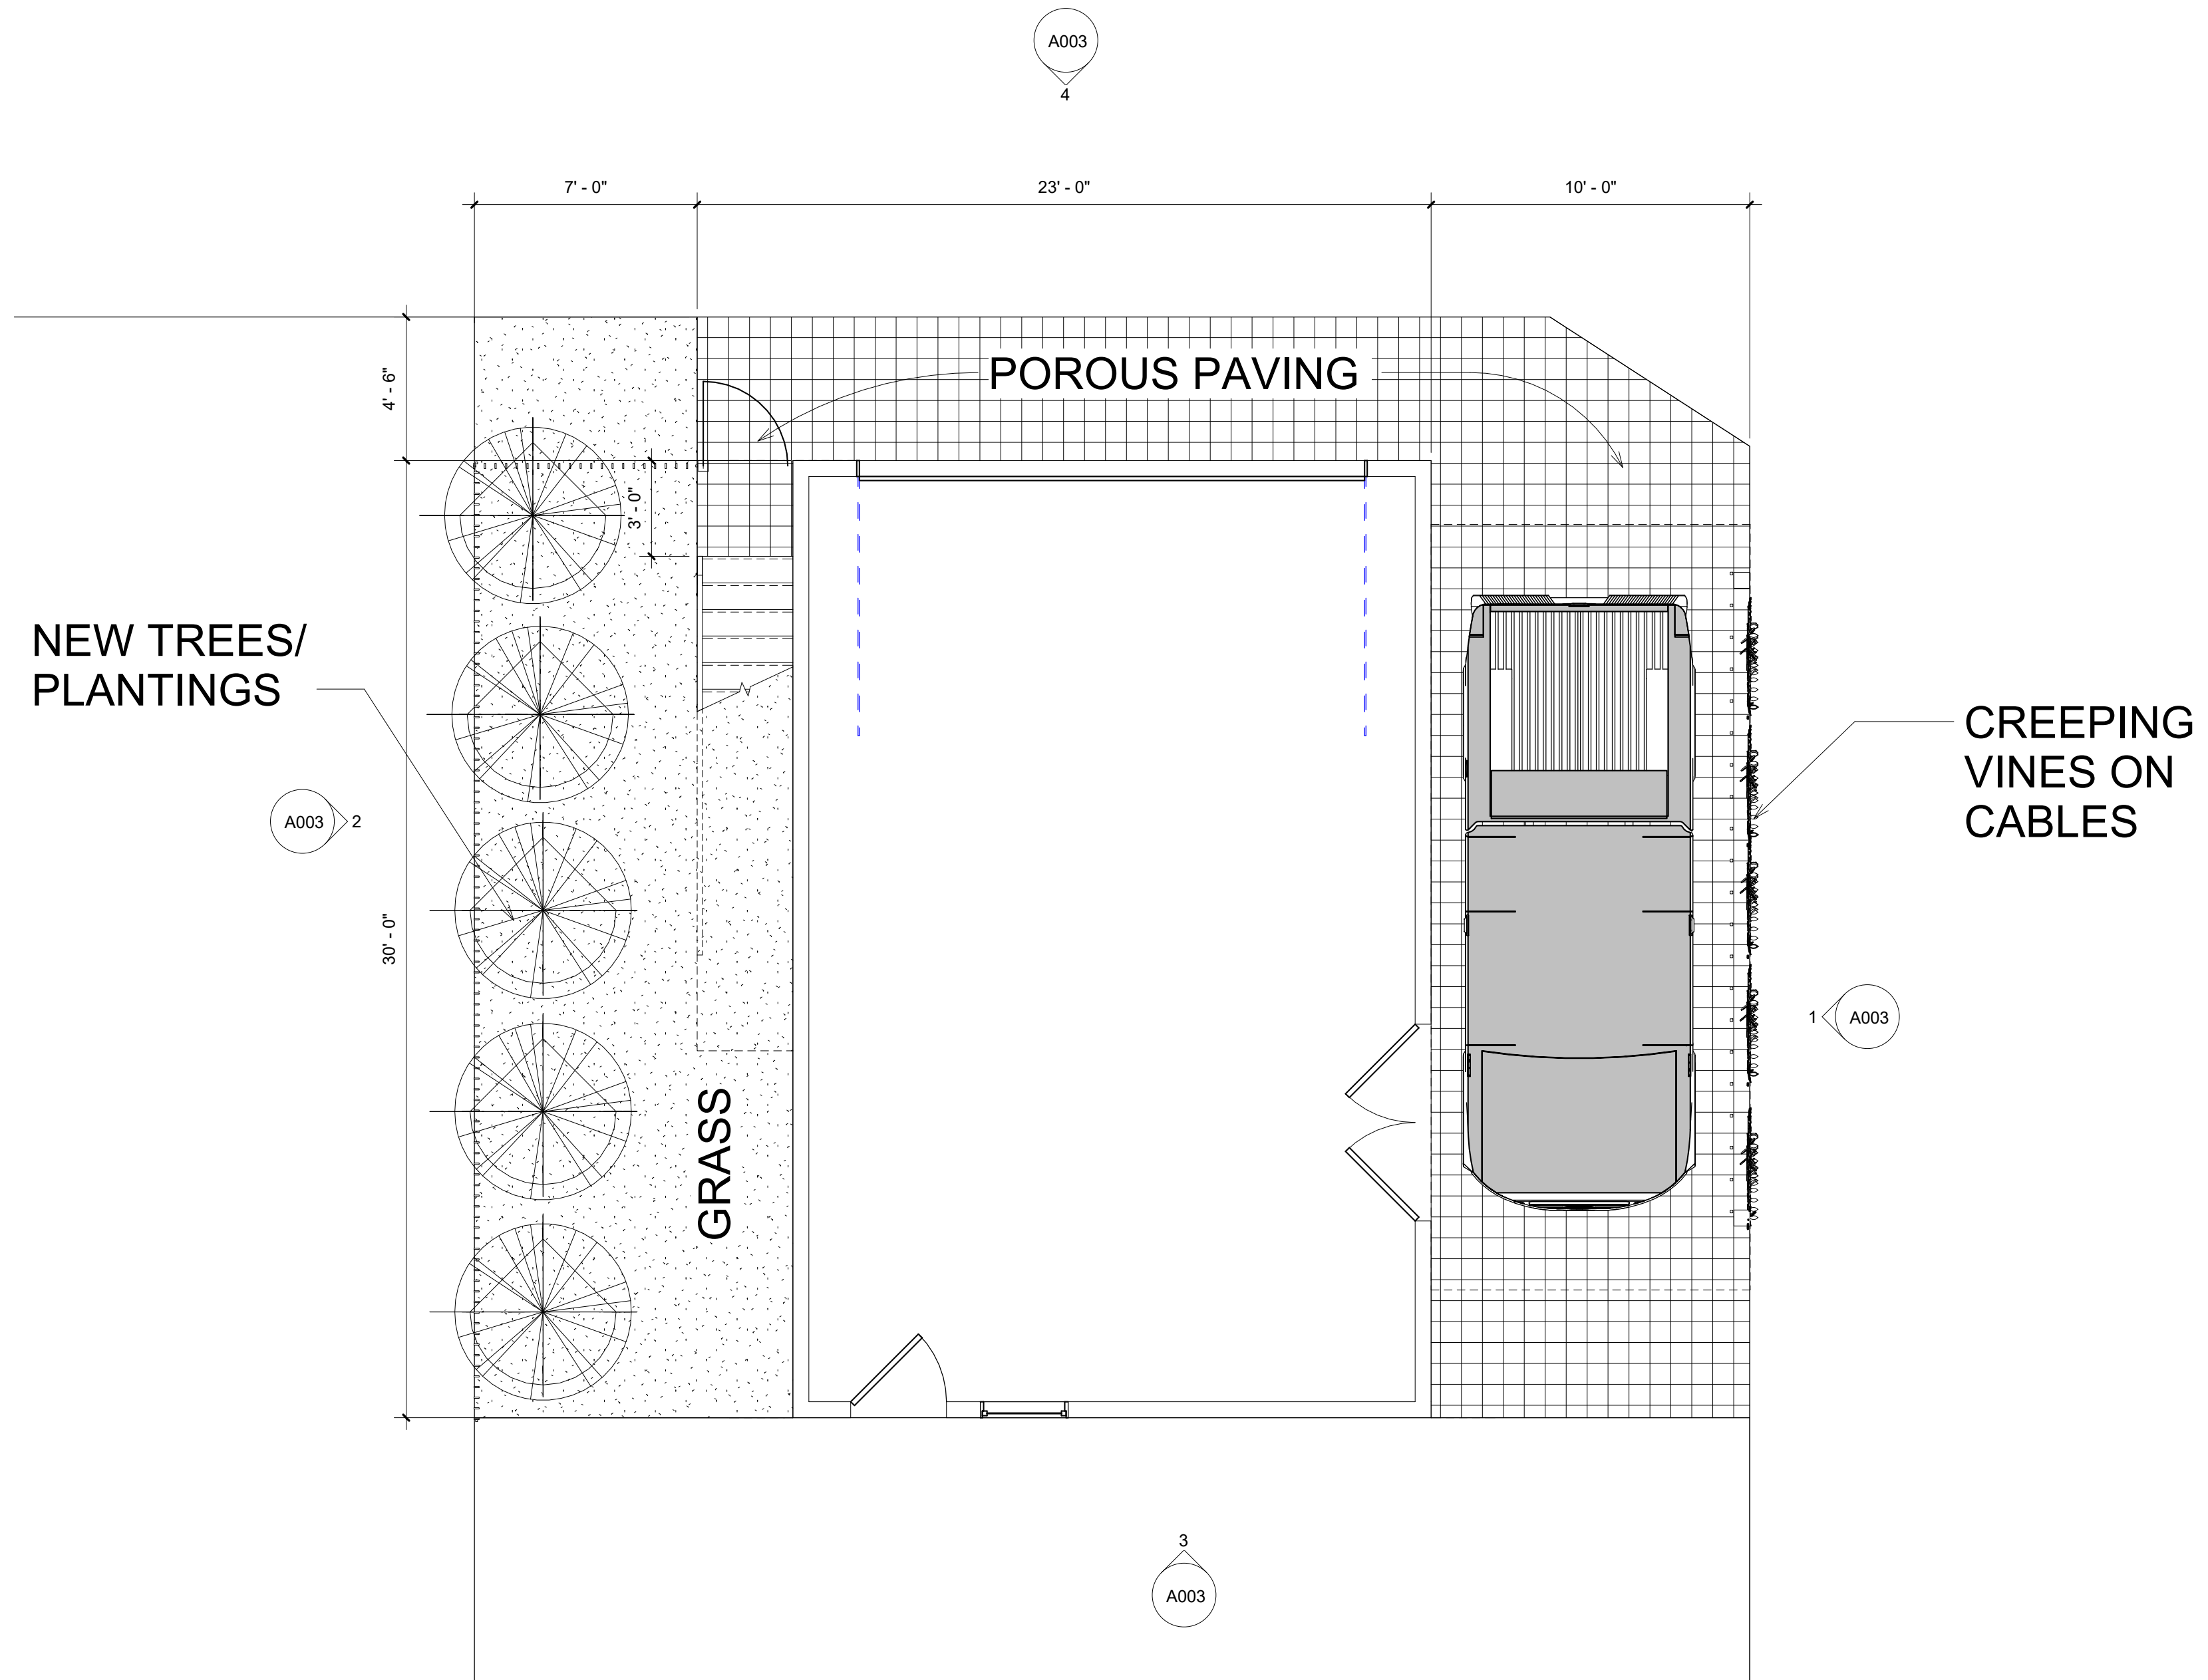 A003
4
7' - 0"
23' - 0"
10' - 0"
4' - 6"
POROUS PAVING
3' - 0"
NEW TREES/
PLANTINGS
CREEPING
VINES ON
CABLES
A003
2
30' - 0"
1
A003
GRASS
3
A003